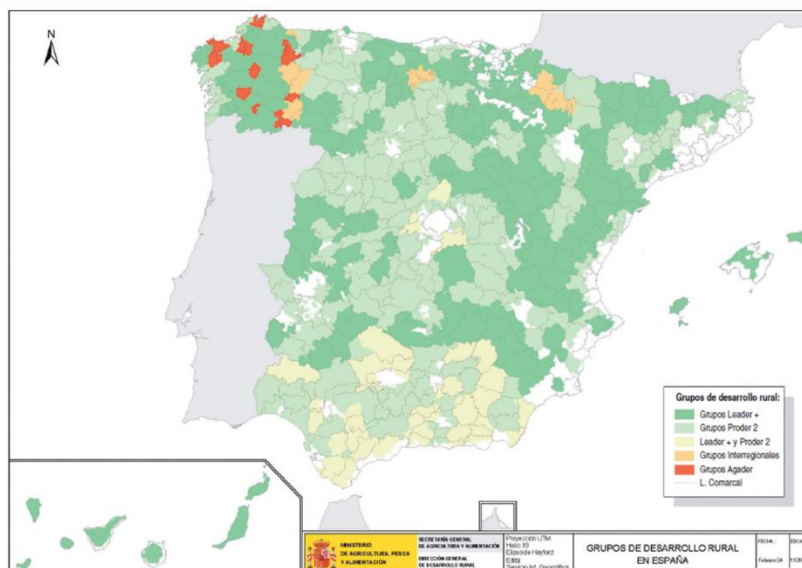 N
Grupos de desarrollo rural:
Grupos Leader +
Grupos Proder 2
Leader + y Proder 2
Grupos Interregionales
Grupos Agader
L. Comarcal
MINISTERIO
DE AGRICULTURA, PESCA
Y ALIMENTACIÓN
SECRETARÍA GENERAL
DE AGRICULTURA Y ALIMENTACIÓN
DIRECCIÓN GENERAL
DE DESARROLLO RURAL
Proyección UTM
Huso 30
Elipsoide Hayford
Edita
GRUPOS DE DESARROLLO RURAL
EN ESPAÑA
FECHA :